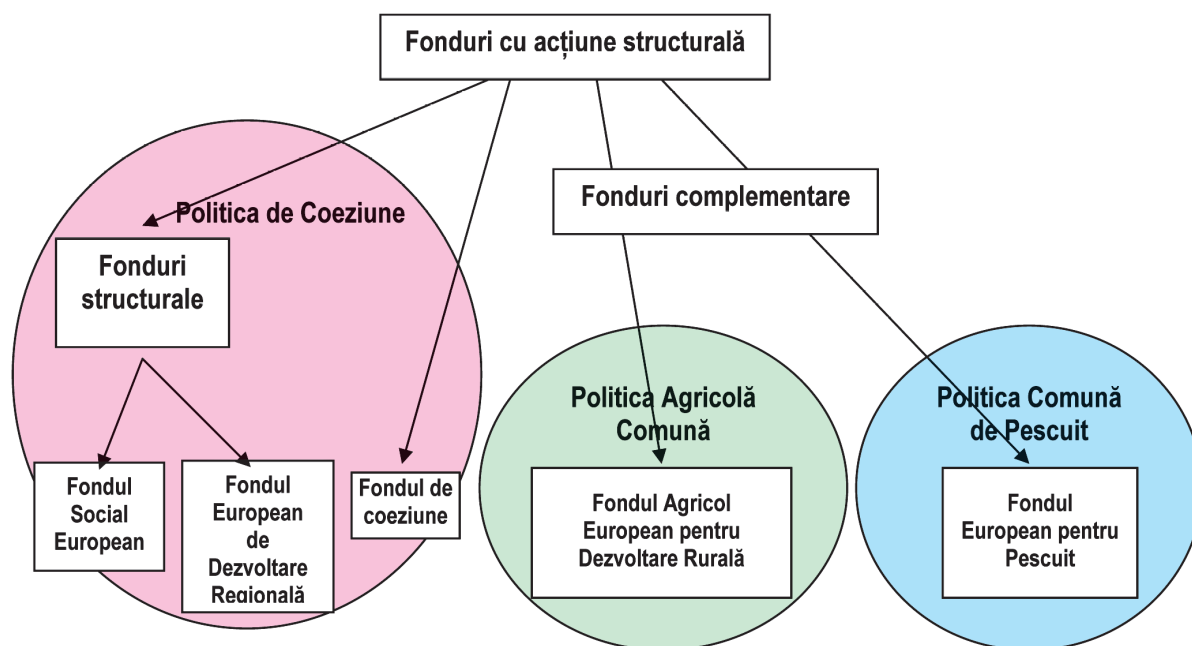 Fonduri cu acțiune structurală
Fonduri complementare
Politica de Coeziune
Fonduri
structurale
Fondul
Social
European
Fondul
European
de
Dezvoltare
Regională
Fondul de
coeziune
Politica Agricolă
Comună
Fondul Agricol
European pentru
Dezvoltare Rurală
Politica Comună
de Pescuit
Fondul
European pentru
Pescuit